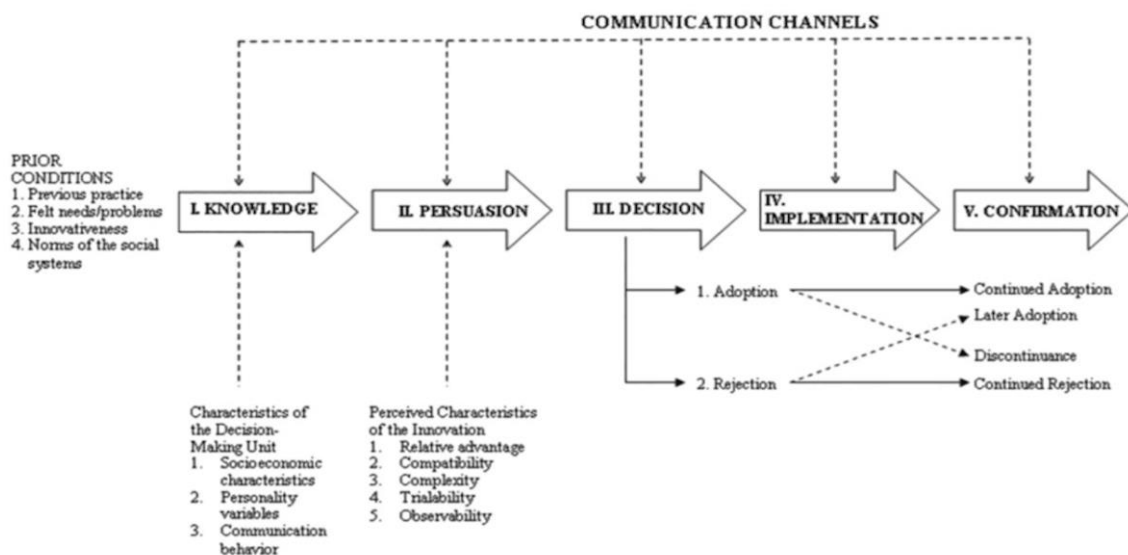 COMMUNICATION CHANNELS
PRIOR
CONDITIONS
1. Previous practice
2. Felt needs/problems
3. Innovativeness
4. Norms of the social
systems
I. KNOWLEDGE
II. PERSUASION
III. DECISION
IV.
IMPLEMENTATION
V. CONFIRMATION
1. Adoption
2. Rejection
Continued Adoption
Later Adoption
Discontinuance
Continued Rejection
Characteristics of
the Decision-
Making Unit
1. Socioeconomic
characteristics
2. Personality
variables
3. Communication
behavior
Perceived Characteristics
of the Innovation
1. Relative advantage
2. Compatibility
3. Complexity
4. Trialability
5. Observability